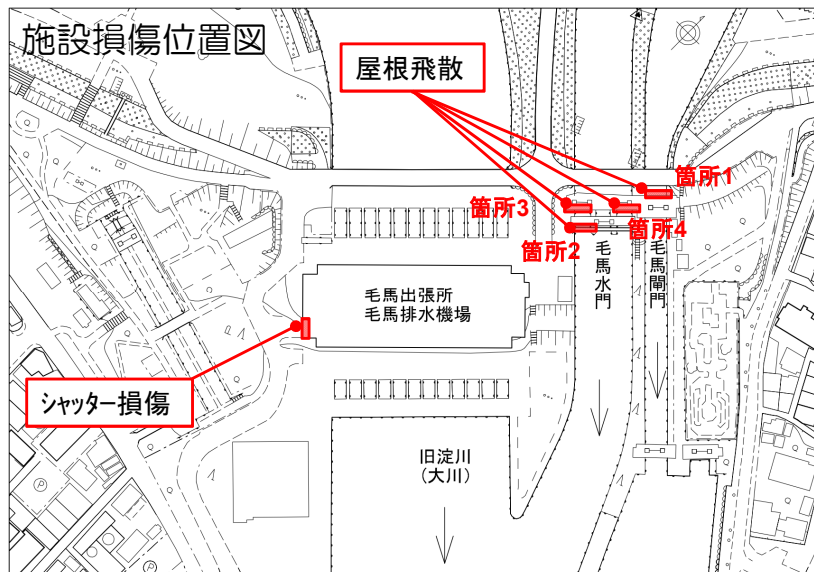 施設損傷位置図
屋根飛散
箇所1
箇所3
箇所4
箇所2
毛馬水門
毛馬閘門
毛馬出張所
毛馬排水機場
シャッター損傷
旧淀川
(大川)